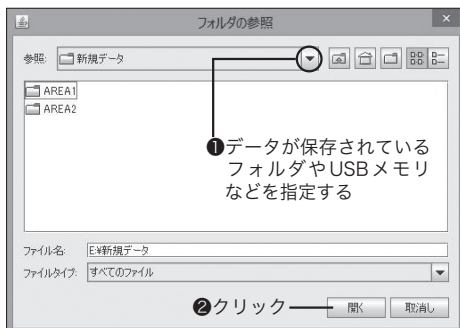 フォルダの参照
参照: 新規データ
AREA1
AREA2
❶データが保存されている
フォルダやUSBメモリ
などを指定する
ファイル名: E:¥新規データ
ファイルタイプ: すべてのファイル
❷クリック 開く 取消し